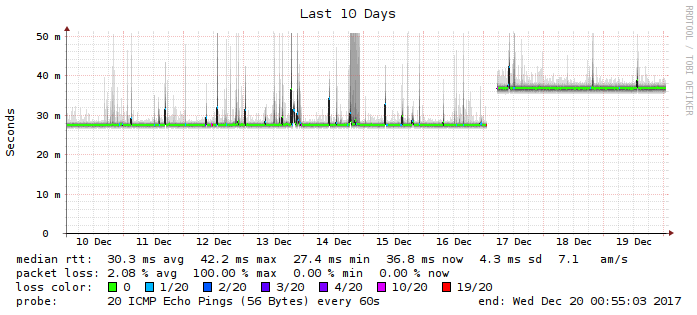 Last 10 Days
RRDTOOL / TOBI OETIKER
Seconds
50 m
40 m
30 m
20 m
10 m
0
10 Dec 11 Dec 12 Dec 13 Dec 14 Dec 15 Dec 16 Dec 17 Dec 18 Dec 19 Dec
median rtt: 30.3 ms avg 42.2 ms max 27.4 ms min 36.8 ms now 4.3 ms sd 7.1 am/s
packet loss: 2.08 % avg 100.00 % max 0.00 % min 0.00 % now
loss color: 0 1/20 2/20 3/20 4/20 10/20 19/20
probe: 20 ICMP Echo Pings (56 Bytes) every 60s end: Wed Dec 20 00:55:03 2017